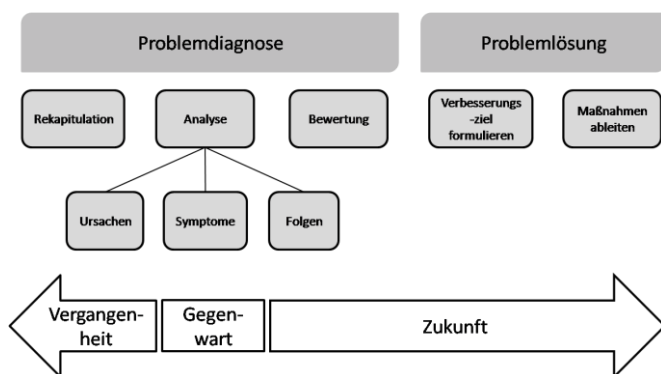 Problemdiagnose
Problemlösung
Rekapitulation
Analyse
Bewertung
Verbesserungs
-ziel
formulieren
Maßnahmen
ableiten
Ursachen
Symptome
Folgen
Vergangen-
heit
Gegen-
wart
Zukunft